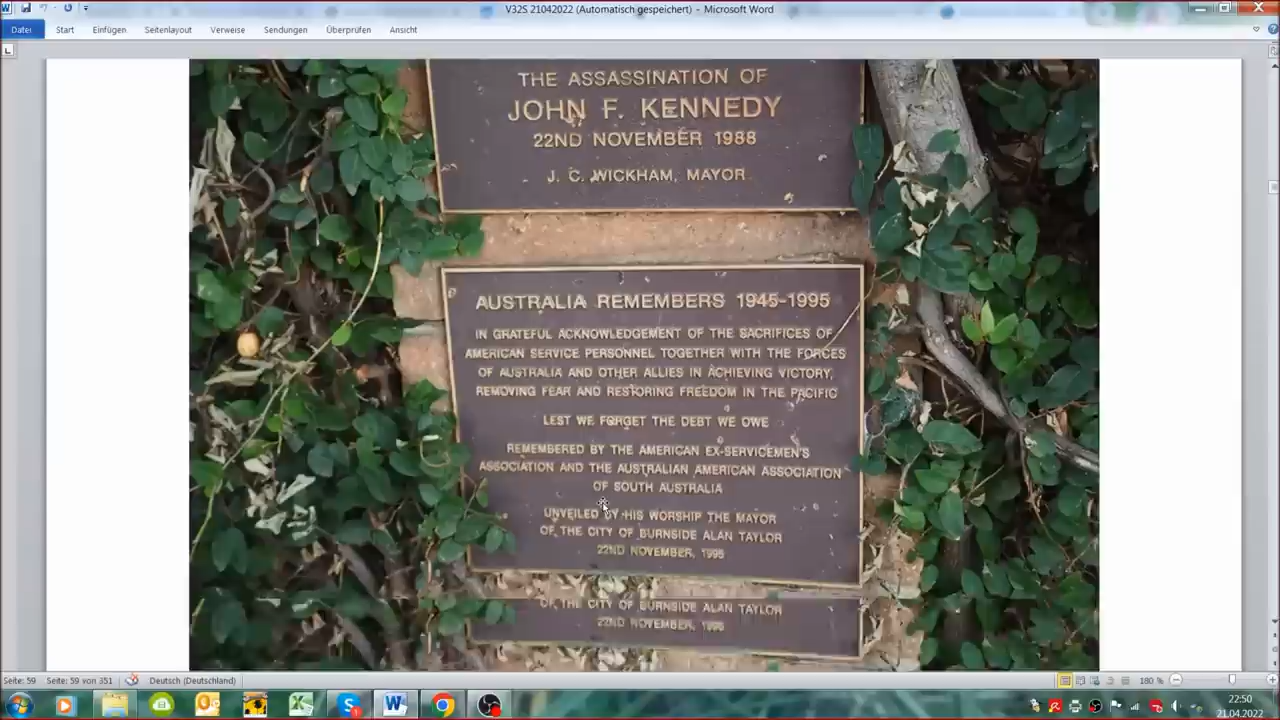 V32S 21042022 (Automatisch gespeichert) - Microsoft Word
Datei Start Einfügen Seitenlayout Verweise Sendungen Überprüfen Ansicht
THE ASSASSINATION OF
JOHN F. KENNEDY
22ND NOVEMBER 1988
J. C. WICKHAM, MAYOR
AUSTRALIA REMEMBERS 1945-1995
IN GRATEFUL ACKNOWLEDGEMENT OF THE SACRIFICES OF
AMERICAN SERVICE PERSONNEL TOGETHER WITH THE FORCES
OF AUSTRALIA AND OTHER ALLIES IN ACHIEVING VICTORY,
REMOVING FEAR AND RESTORING FREEDOM IN THE PACIFIC
LEST WE FORGET THE DEBT WE OWE
REMEMBERED BY THE AMERICAN EX-SERVICEMEN'S
ASSOCIATION AND THE AUSTRALIAN AMERICAN ASSOCIATION
OF SOUTH AUSTRALIA
UNVEILED BY HIS WORSHIP THE MAYOR
OF THE CITY OF BURNSIDE ALAN TAYLOR
22ND NOVEMBER, 1995
OF THE CITY OF BURNSIDE ALAN TAYLOR
22ND NOVEMBER, 1995
Seite: 59 Seite: 59 von 351 Deutsch (Deutschland) 180 %
22:50
21.04.2022